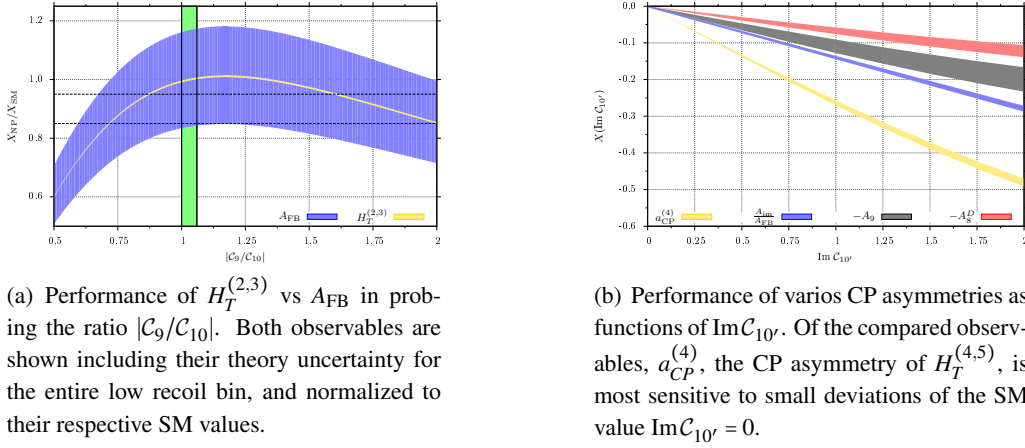 1.2
1.0
0.8
0.6
X_NP/X_SM
A_FB
H_T^(2,3)
0.5 0.75 1 1.25 1.5 1.75 2
|C_9/C_10|
0.0
-0.1
-0.2
-0.3
-0.4
-0.5
-0.6
X(Im C_10')
a_CP^(4)
A_im/A_FB
−A_9
−A_8^D
0 0.25 0.50 0.75 1.00 1.25 1.50 1.75 2
Im C_10'
(a) Performance of H_T^(2,3) vs A_FB in prob-
ing the ratio |C_9/C_10|. Both observables are
shown including their theory uncertainty for
the entire low recoil bin, and normalized to
their respective SM values.
(b) Performance of varios CP asymmetries as
functions of Im C_10'. Of the compared observ-
ables, a_CP^(4), the CP asymmetry of H_T^(4,5), is
most sensitive to small deviations of the SM
value Im C_10' = 0.